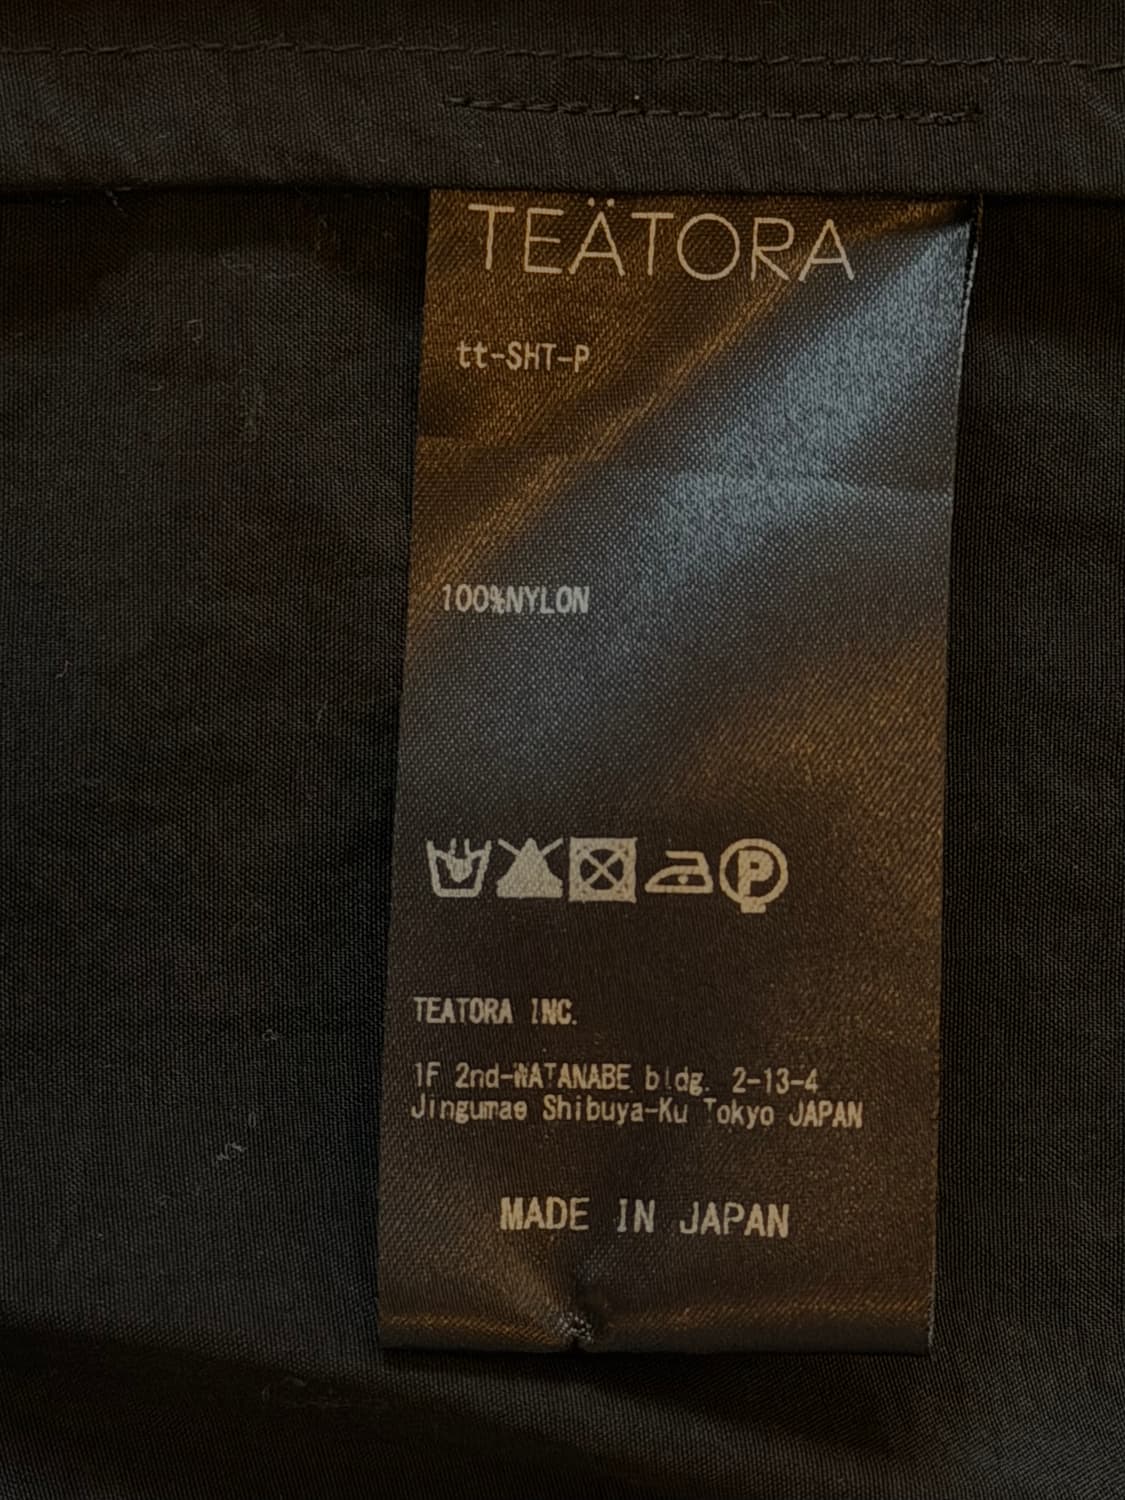 TEÄTORA
tt-SHT-P
100%NYLON
P
TEATORA INC.
1F 2nd-WATANABE bldg. 2-13-4
Jingumae Shibuya-Ku Tokyo JAPAN
MADE IN JAPAN